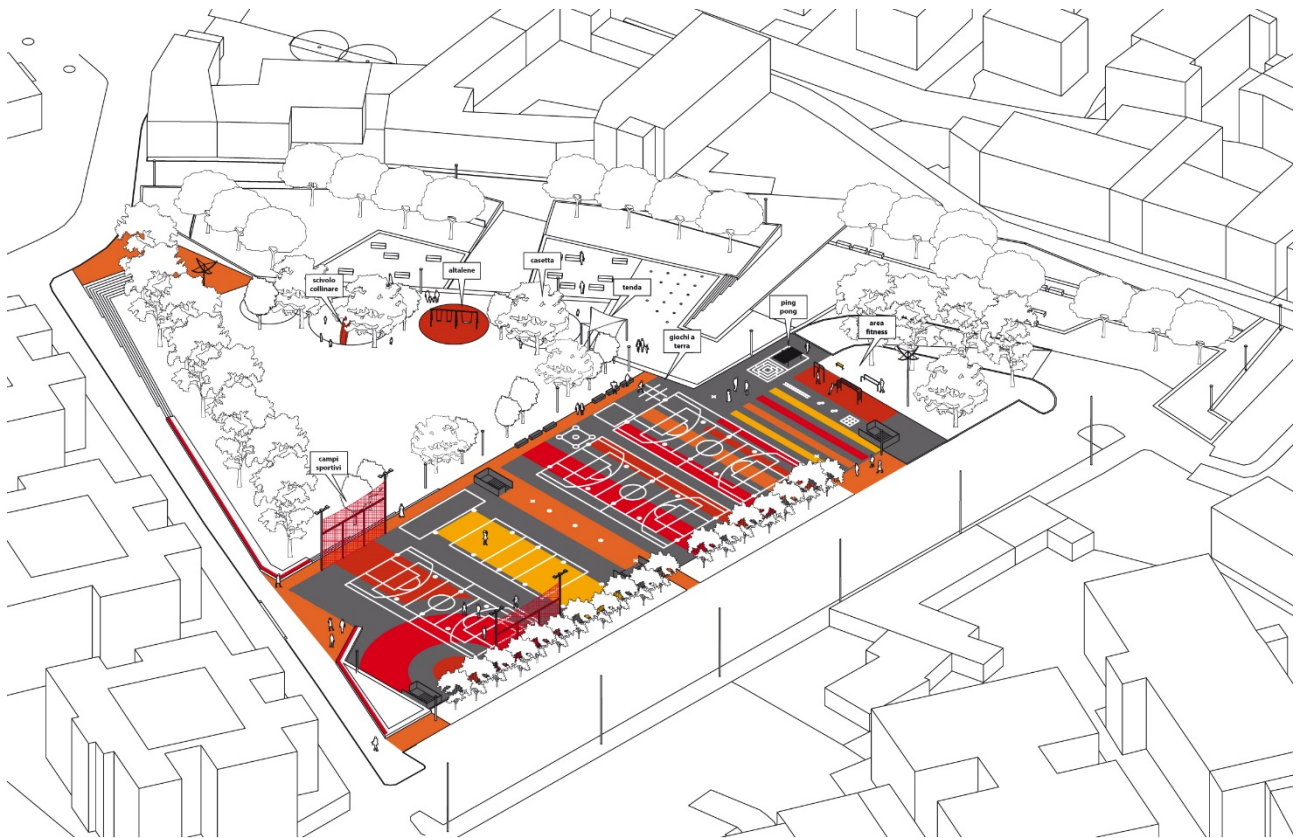 altalene
casetta
scivolo
collinare
tenda
ping
pong
area
fitness
giochi a
terra
campi
sportivi